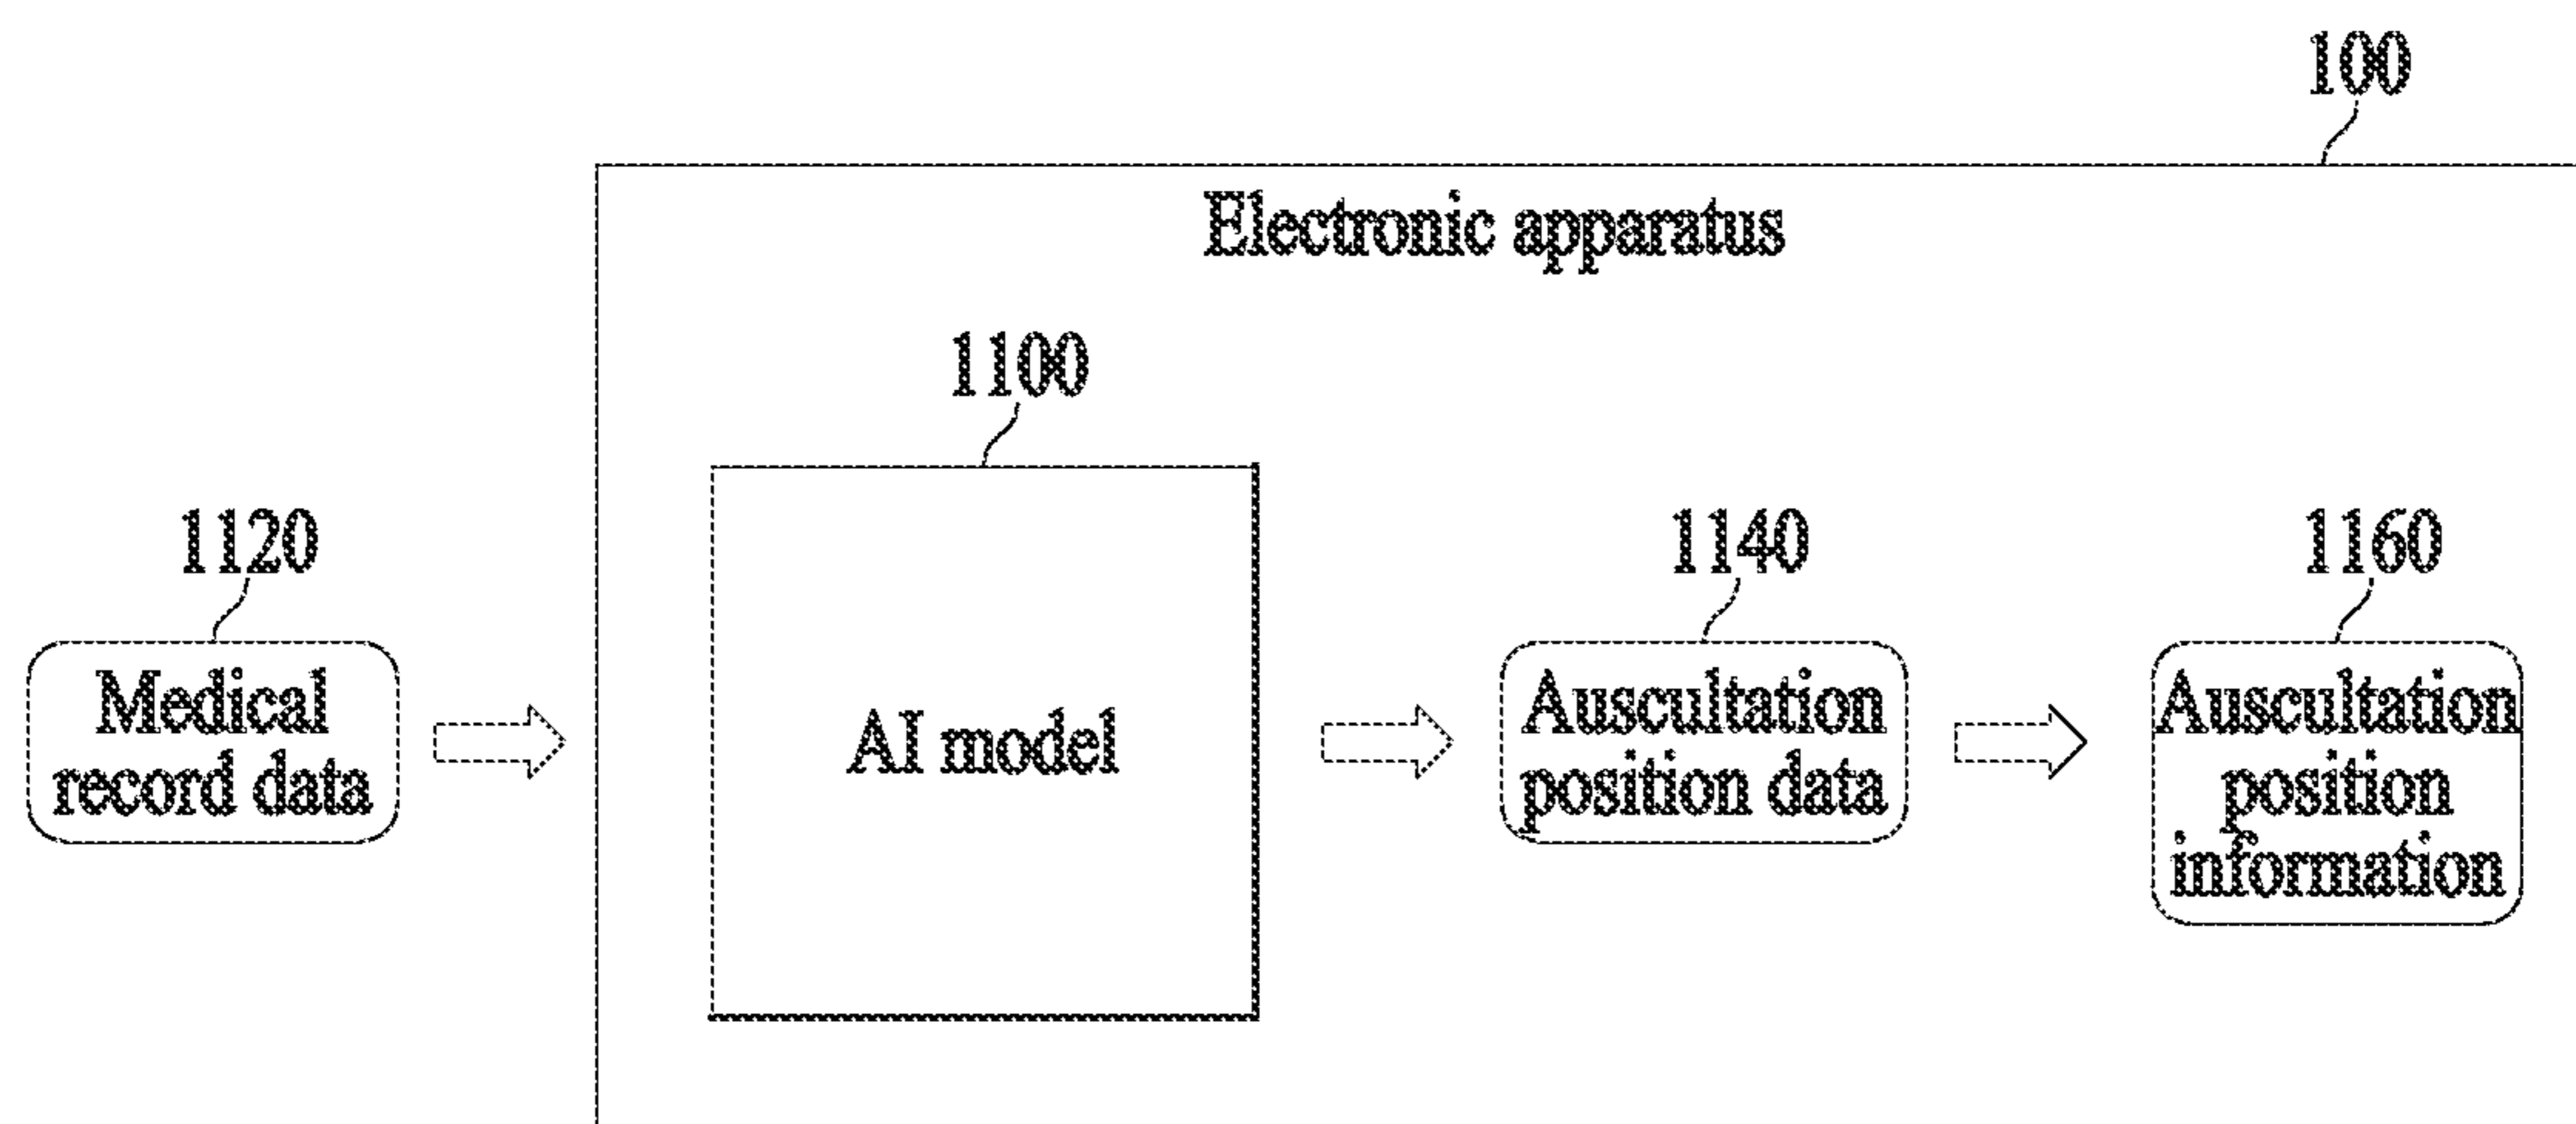 100
Electronic apparatus
1100
1120
1140
1160
Medical
record data
AI model
Auscultation
position data
Auscultation
position
information